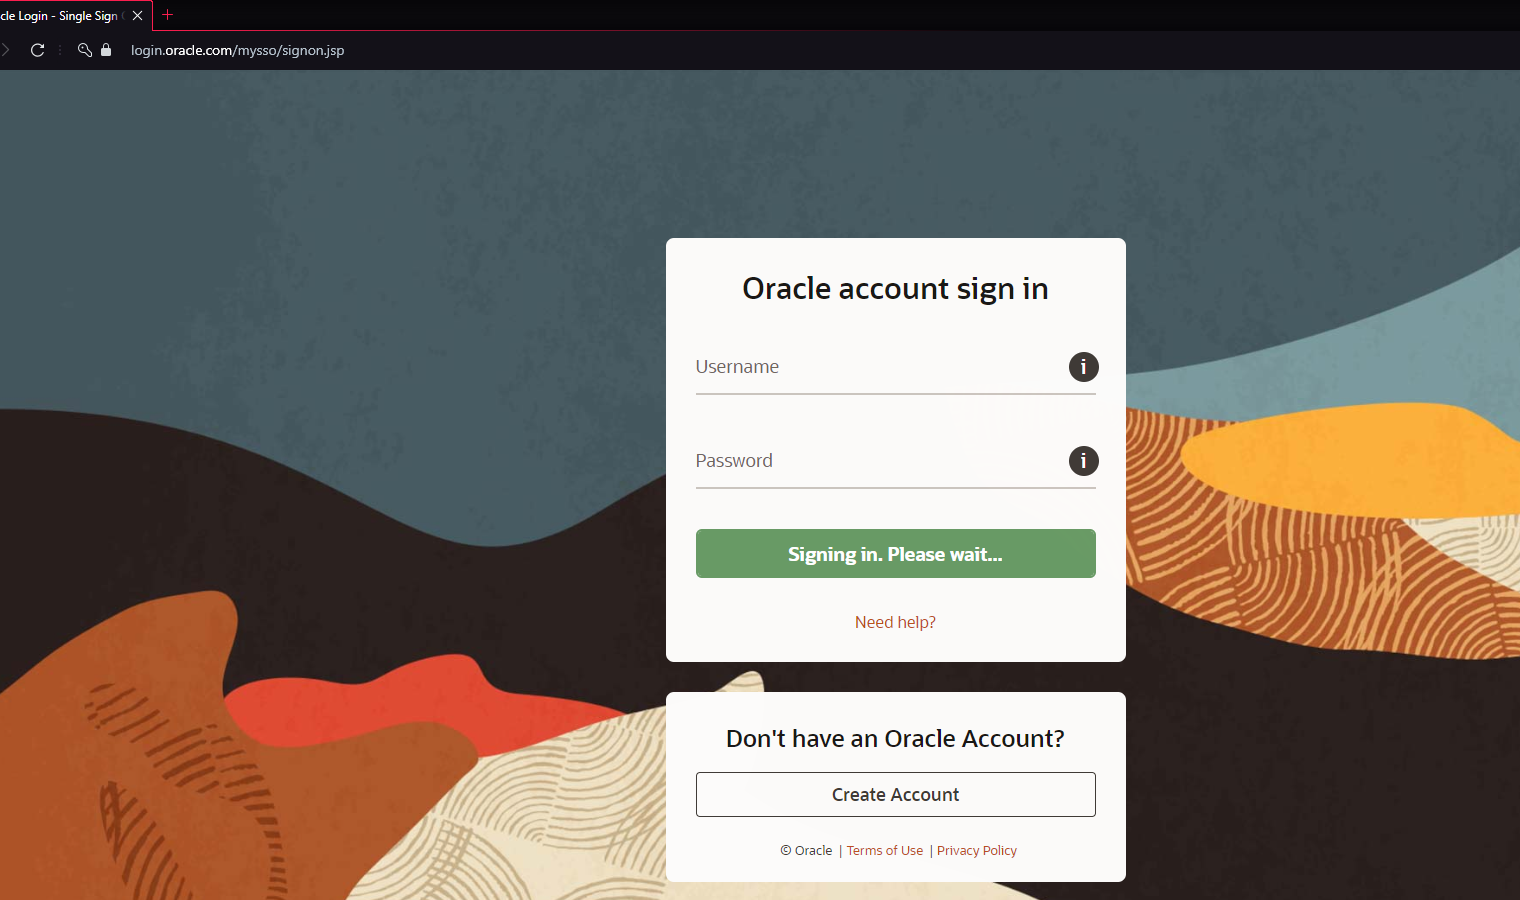 cle Login - Single Sign
login.oracle.com/mysso/signon.jsp
Oracle account sign in
Username
i
Password
i
Signing in. Please wait...
Need help?
Don't have an Oracle Account?
Create Account
© Oracle | Terms of Use | Privacy Policy